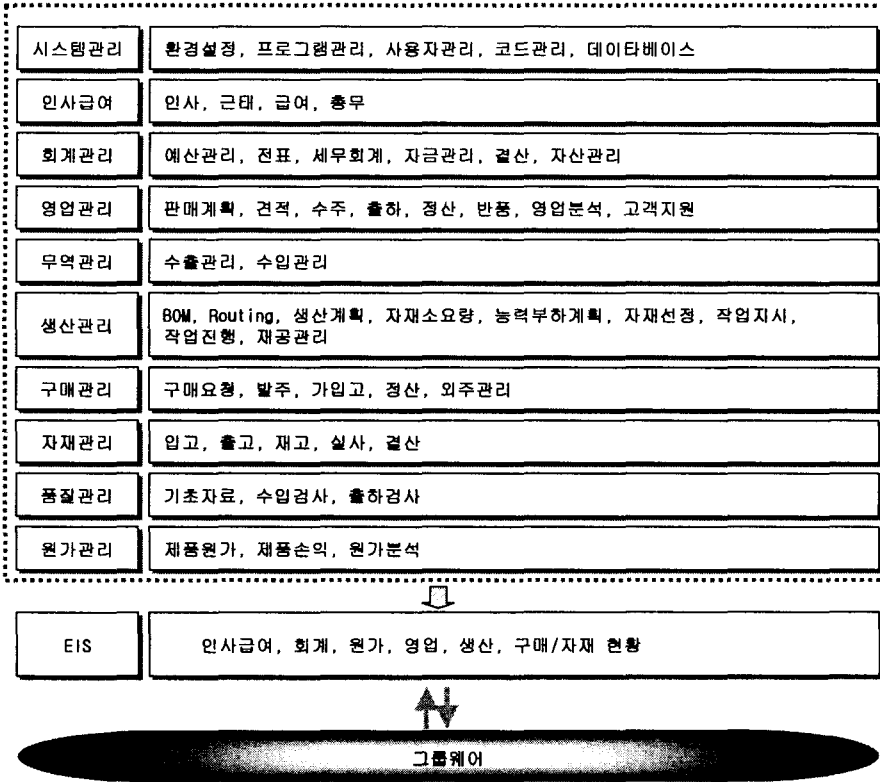 시스템관리 환경설정, 프로그램관리, 사용자관리, 코드관리, 데이타베이스
인사급여 인사, 근태, 급여, 총무
회계관리 예산관리, 전표, 세무회계, 자금관리, 결산, 자산관리
영업관리 판매계획, 견적, 수주, 출하, 정산, 반품, 영업분석, 고객지원
무역관리 수출관리, 수입관리
생산관리 BOM, Routing, 생산계획, 자재소요량, 능력부하계획, 자재선정, 작업지시,
작업진행, 재공관리
구매관리 구매요청, 발주, 가입고, 정산, 외주관리
자재관리 입고, 출고, 재고, 실사, 결산
품질관리 기초자료, 수입검사, 출하검사
원가관리 제품원가, 제품손익, 원가분석
EIS 인사급여, 회계, 원가, 영업, 생산, 구매/자재 현황
그룹웨어